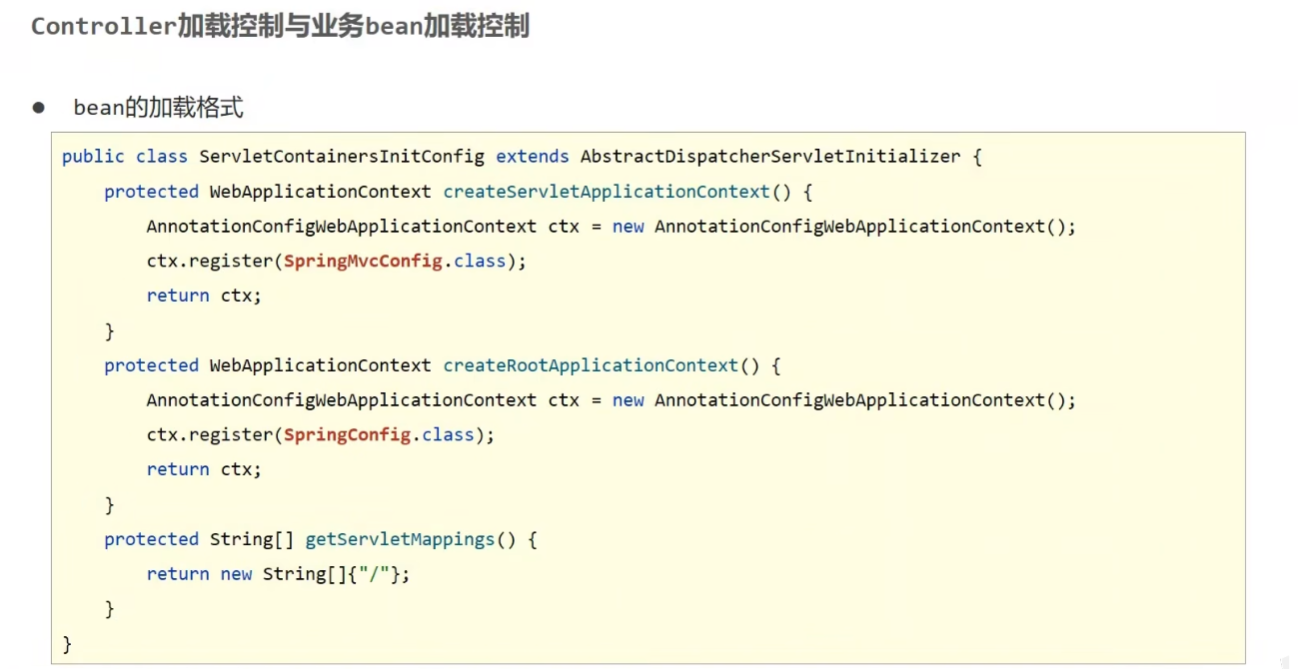 Controller加载控制与业务bean加载控制
● bean的加载格式
public class ServletContainersInitConfig extends AbstractDispatcherServletInitializer {
    protected WebApplicationContext createServletApplicationContext() {
        AnnotationConfigWebApplicationContext ctx = new AnnotationConfigWebApplicationContext();
        ctx.register(SpringMvcConfig.class);
        return ctx;
    }
    protected WebApplicationContext createRootApplicationContext() {
        AnnotationConfigWebApplicationContext ctx = new AnnotationConfigWebApplicationContext();
        ctx.register(SpringConfig.class);
        return ctx;
    }
    protected String[] getServletMappings() {
        return new String[]{"/"};
    }
}